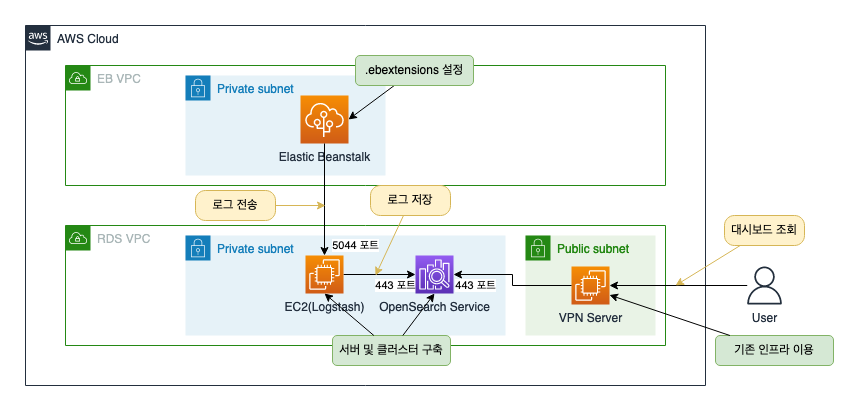 aws
AWS Cloud
EB VPC
.ebextensions 설정
Private subnet
Elastic Beanstalk
로그 전송
로그 저장
RDS VPC
5044 포트
Private subnet
Public subnet
대시보드 조회
443 포트
443 포트
EC2(Logstash)
OpenSearch Service
VPN Server
User
서버 및 클러스터 구축
기존 인프라 이용